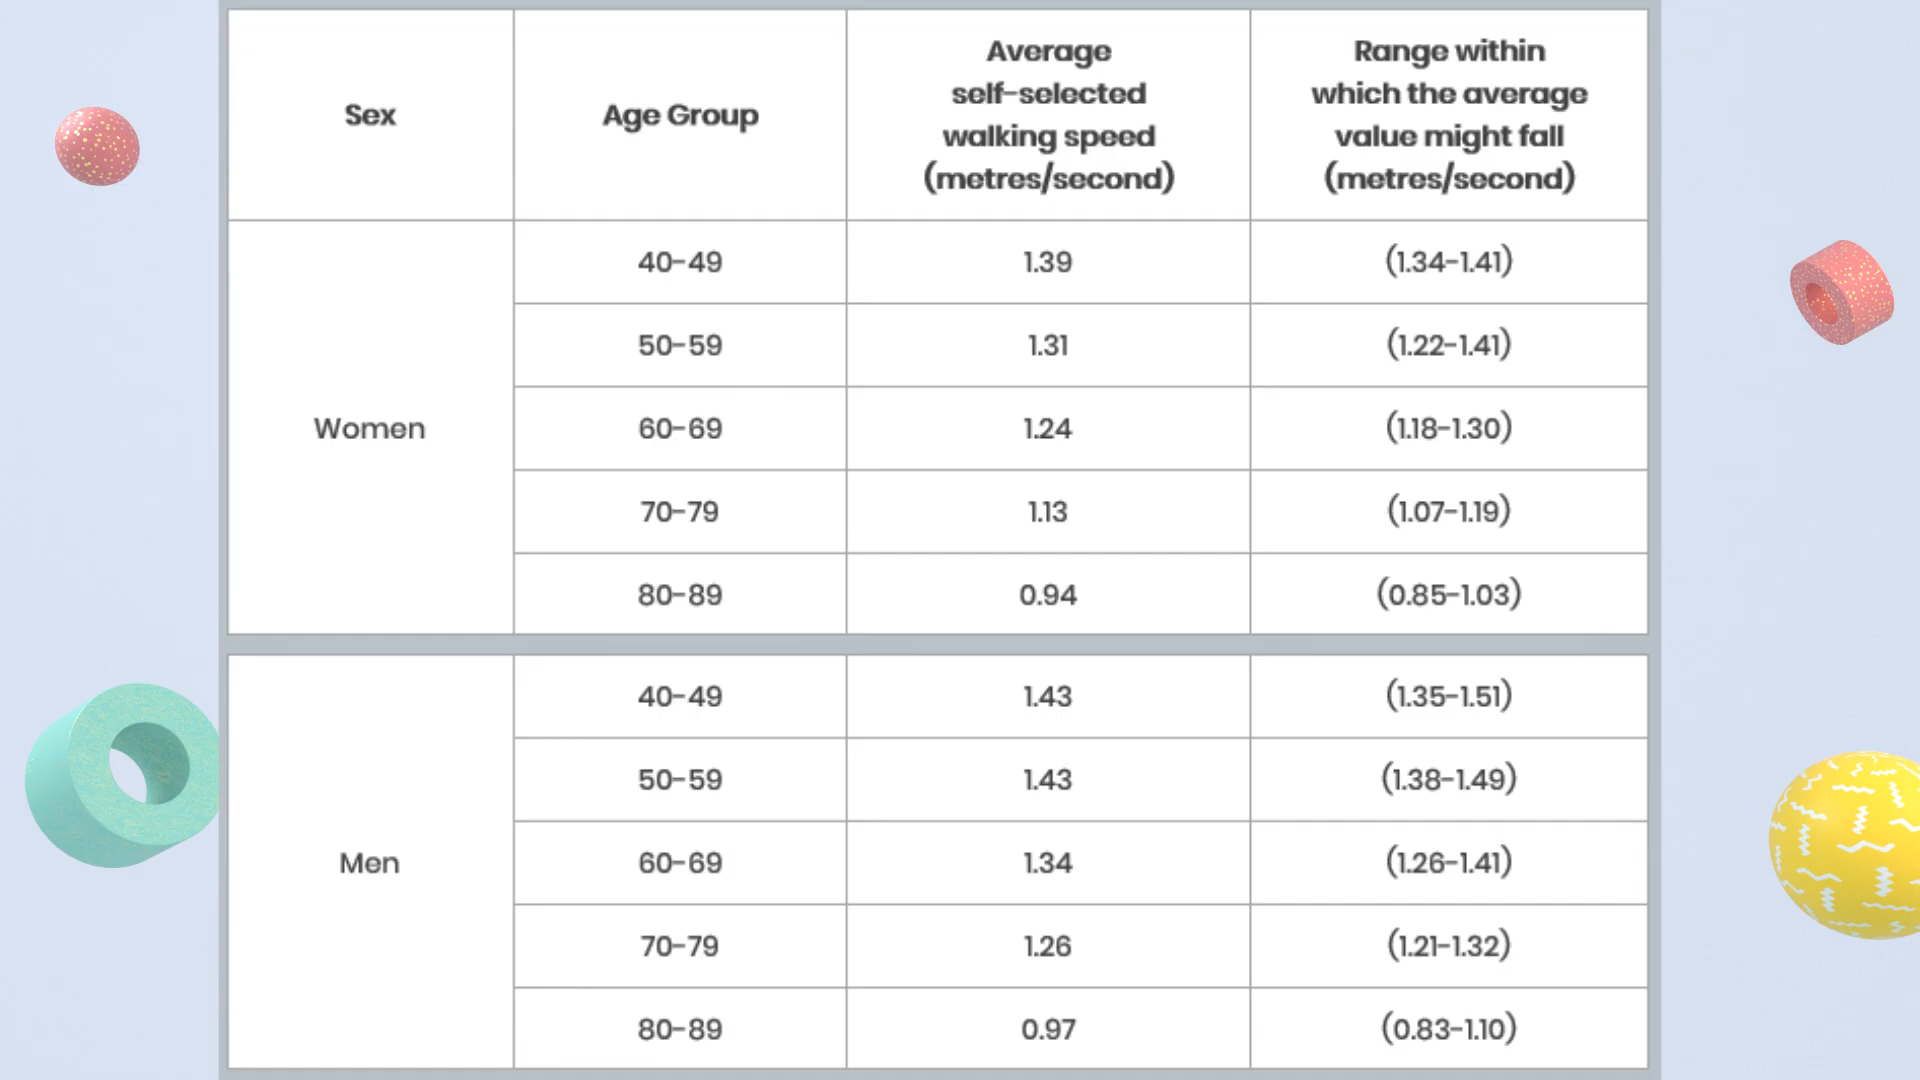 Sex
Age Group
Average
self-selected
walking speed
(metres/second)
Range within
which the average
value might fall
(metres/second)
Women
40-49 1.39 (1.34-1.41)
50-59 1.31 (1.22-1.41)
60-69 1.24 (1.18-1.30)
70-79 1.13 (1.07-1.19)
80-89 0.94 (0.85-1.03)
Men
40-49 1.43 (1.35-1.51)
50-59 1.43 (1.38-1.49)
60-69 1.34 (1.26-1.41)
70-79 1.26 (1.21-1.32)
80-89 0.97 (0.83-1.10)